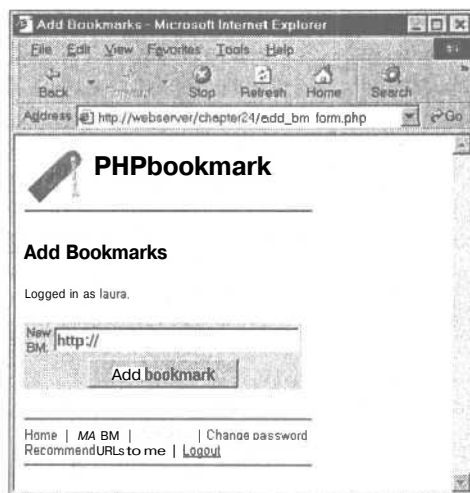 Add Bookmarks - Microsoft Internet Explorer
File Edit View Favorites Tools Help
Back Forward Stop Refresh Home Search
Address http://webserver/chapter24/add_bm form.php Go
PHPbookmark
Add Bookmarks
Logged in as laura.
New
BM: http://
Add bookmark
Home | MA BM | | Change password
Recommend URLs to me | Logout